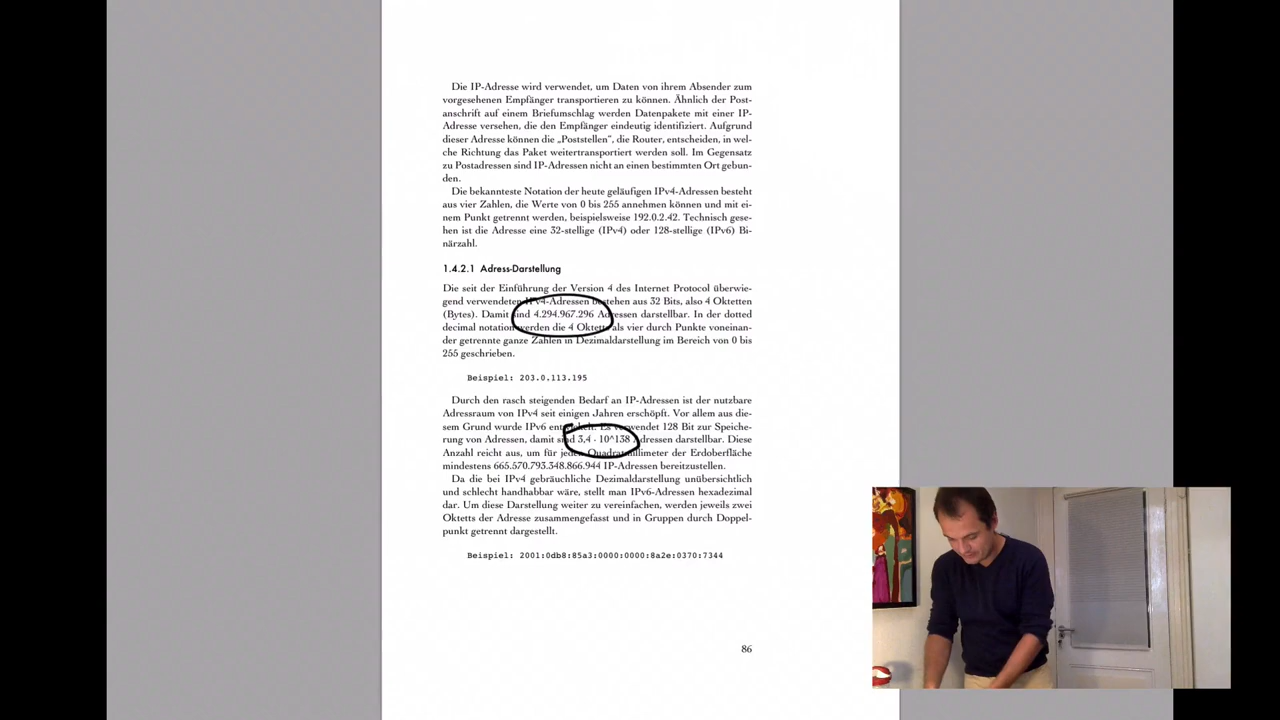 Die IP-Adresse wird verwendet, um Daten von ihrem Absender zum
vorgesehenen Empfänger transportieren zu können. Ähnlich der Post-
anschrift auf einem Briefumschlag werden Datenpakete mit einer IP-
Adresse versehen, die den Empfänger eindeutig identifiziert. Aufgrund
dieser Adresse können die „Poststellen“, die Router, entscheiden, in wel-
che Richtung das Paket weitertransportiert werden soll. Im Gegensatz
zu Postadressen sind IP-Adressen nicht an einen bestimmten Ort gebun-
den.
Die bekannteste Notation der heute geläufigen IPv4-Adressen besteht
aus vier Zahlen, die Werte von 0 bis 255 annehmen können und mit ei-
nem Punkt getrennt werden, beispielsweise 192.0.2.42. Technisch gese-
hen ist die Adresse eine 32-stellige (IPv4) oder 128-stellige (IPv6) Bi-
närzahl.
1.4.2.1 Adress-Darstellung
Die seit der Einführung der Version 4 des Internet Protocol überwie-
gend verwendeten IPv4-Adressen bestehen aus 32 Bits, also 4 Oktetten
(Bytes). Damit sind 4.294.967.296 Adressen darstellbar. In der dotted
decimal notation werden die 4 Oktett als vier durch Punkte voneinan-
der getrennte ganze Zahlen in Dezimaldarstellung im Bereich von 0 bis
255 geschrieben.
Beispiel: 203.0.113.195
Durch den rasch steigenden Bedarf an IP-Adressen ist der nutzbare
Adressraum von IPv4 seit einigen Jahren erschöpft. Vor allem aus die-
sem Grund wurde IPv6 entwickelt. Es verwendet 128 Bit zur Speiche-
rung von Adressen, damit sind 3,4 · 10^138 Adressen darstellbar. Diese
Anzahl reicht aus, um für jeden Quadratmillimeter der Erdoberfläche
mindestens 665.570.793.348.866.944 IP-Adressen bereitzustellen.
Da die bei IPv4 gebräuchliche Dezimaldarstellung unübersichtlich
und schlecht handhabbar wäre, stellt man IPv6-Adressen hexadezimal
dar. Um diese Darstellung weiter zu vereinfachen, werden jeweils zwei
Oktetts der Adresse zusammengefasst und in Gruppen durch Doppel-
punkt getrennt dargestellt.
Beispiel: 2001:0db8:85a3:0000:0000:8a2e:0370:7344
86